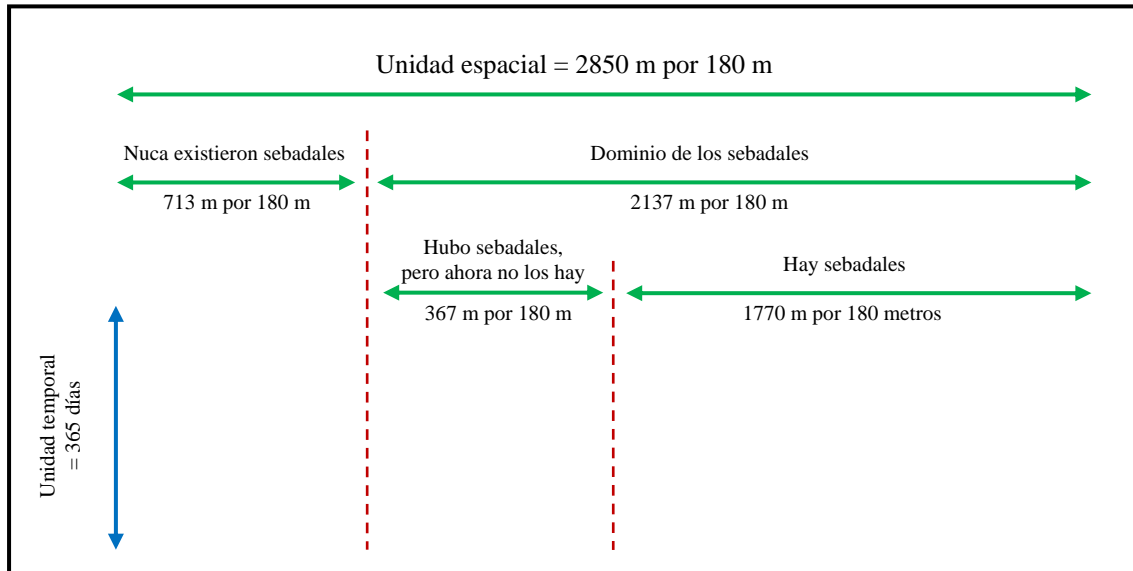 Unidad espacial = 2850 m por 180 m
Nuca existieron sebadales
713 m por 180 m
Dominio de los sebadales
2137 m por 180 m
Hubo sebadales,
pero ahora no los hay
367 m por 180 m
Hay sebadales
1770 m por 180 metros
Unidad temporal
= 365 días